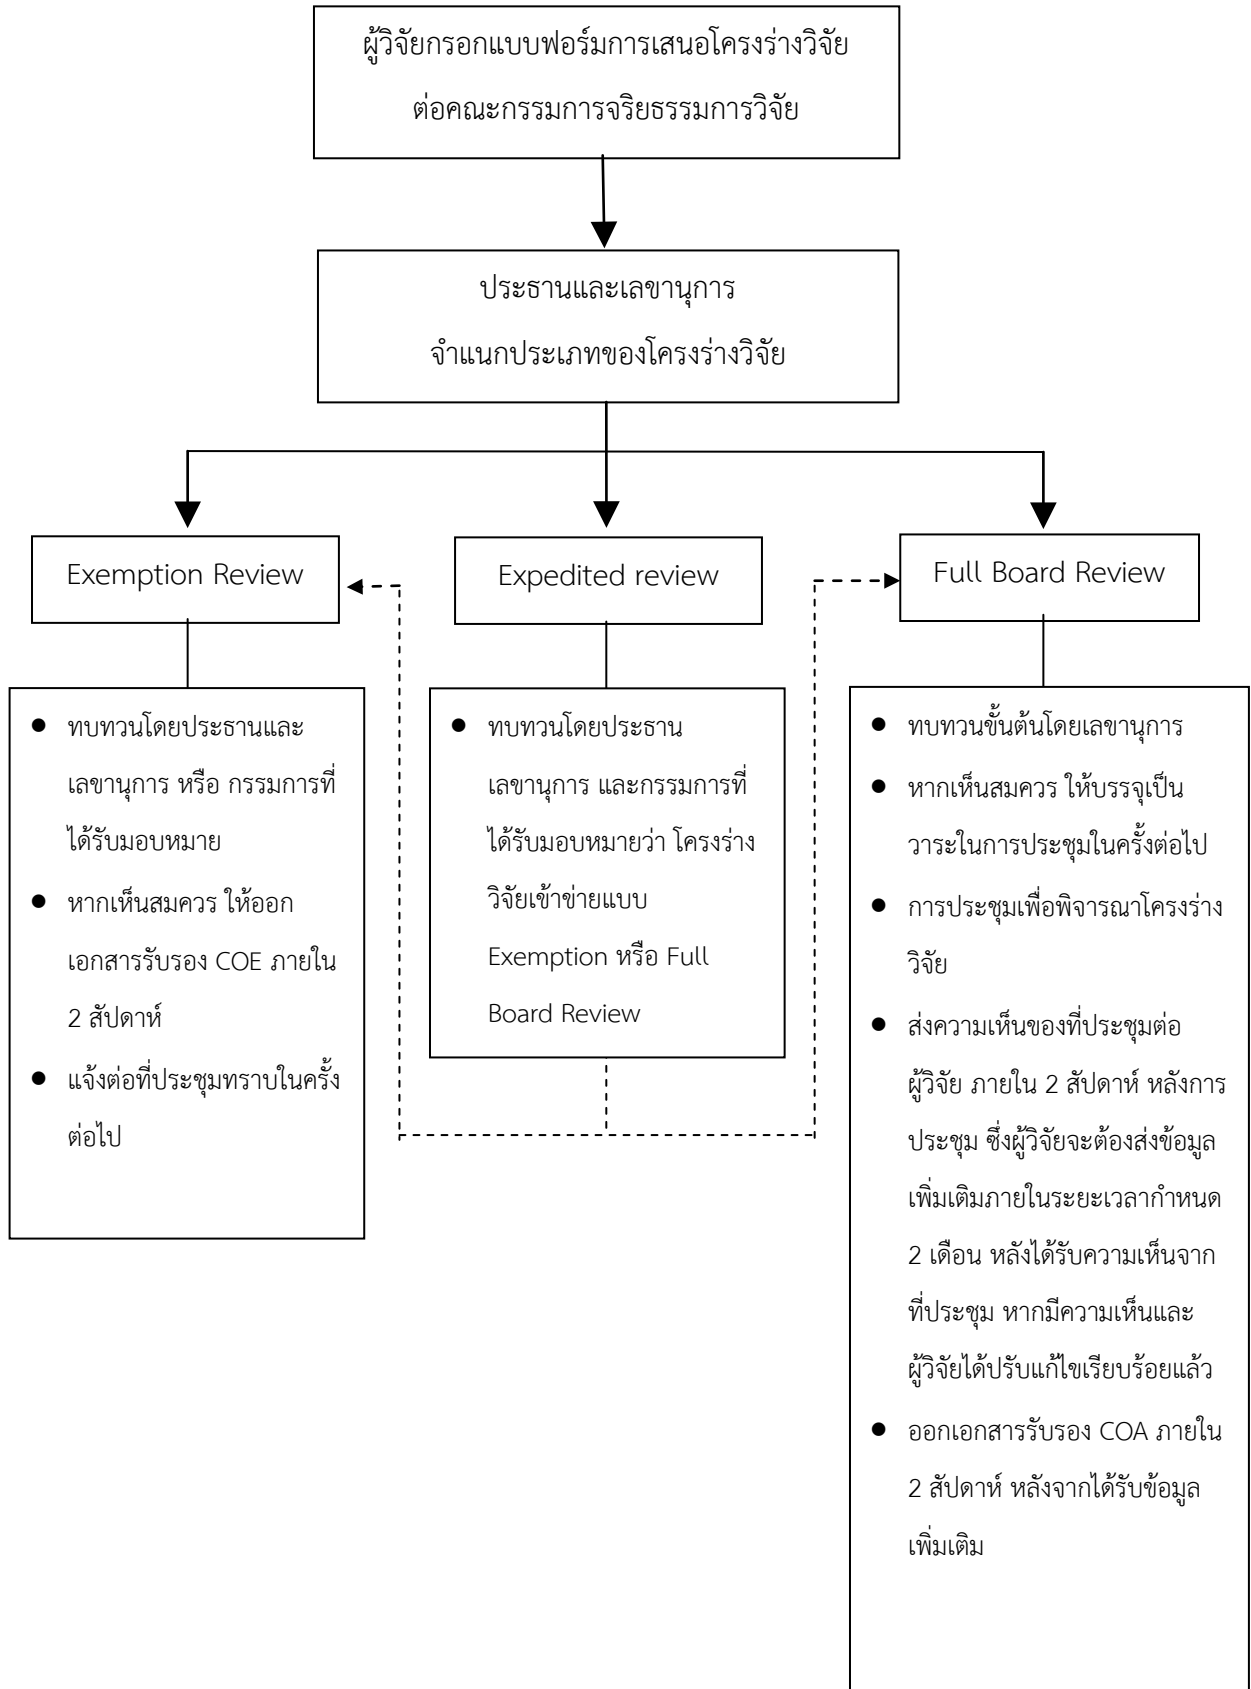 ผู้วิจัยกรอกแบบฟอร์มการเสนอโครงร่างวิจัย
ต่อคณะกรรมการจริยธรรมการวิจัย
ประธานและเลขานุการ
จำแนกประเภทของโครงร่างวิจัย
Exemption Review
Expedited review
Full Board Review
● ทบทวนโดยประธานและ
เลขานุการ หรือ กรรมการที่
ได้รับมอบหมาย
● หากเห็นสมควร ให้ออก
เอกสารรับรอง COE ภายใน
2 สัปดาห์
● แจ้งต่อที่ประชุมทราบในครั้ง
ต่อไป
● ทบทวนโดยประธาน
เลขานุการ และกรรมการที่
ได้รับมอบหมายว่า โครงร่าง
วิจัยเข้าข่ายแบบ
Exemption หรือ Full
Board Review
● ทบทวนขั้นต้นโดยเลขานุการ
● หากเห็นสมควร ให้บรรจุเป็น
วาระในการประชุมในครั้งต่อไป
● การประชุมเพื่อพิจารณาโครงร่าง
วิจัย
● ส่งความเห็นของที่ประชุมต่อ
ผู้วิจัย ภายใน 2 สัปดาห์ หลังการ
ประชุม ซึ่งผู้วิจัยจะต้องส่งข้อมูล
เพิ่มเติมภายในระยะเวลากำหนด
2 เดือน หลังได้รับความเห็นจาก
ที่ประชุม หากมีความเห็นและ
ผู้วิจัยได้ปรับแก้ไขเรียบร้อยแล้ว
● ออกเอกสารรับรอง COA ภายใน
2 สัปดาห์ หลังจากได้รับข้อมูล
เพิ่มเติม